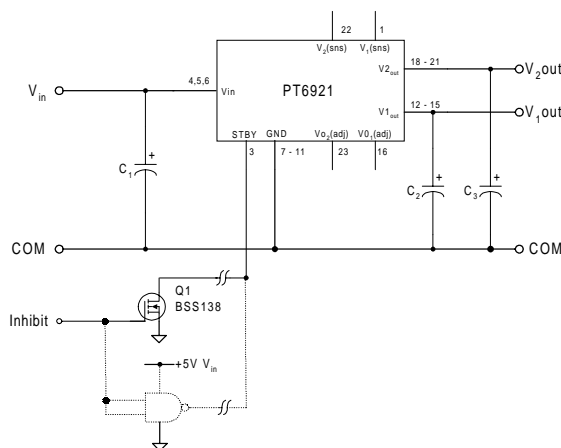 22 1
V2(sns) V1(sns)
V2out 18 - 21 V2out
4,5,6
Vin Vin PT6921
V1out 12 - 15 V1out
STBY GND Vo2(adj) V01(adj)
3 7 - 11 23 16
+ + +
C1 C2 C3
COM COM
Q1
BSS138
Inhibit
+5V Vin